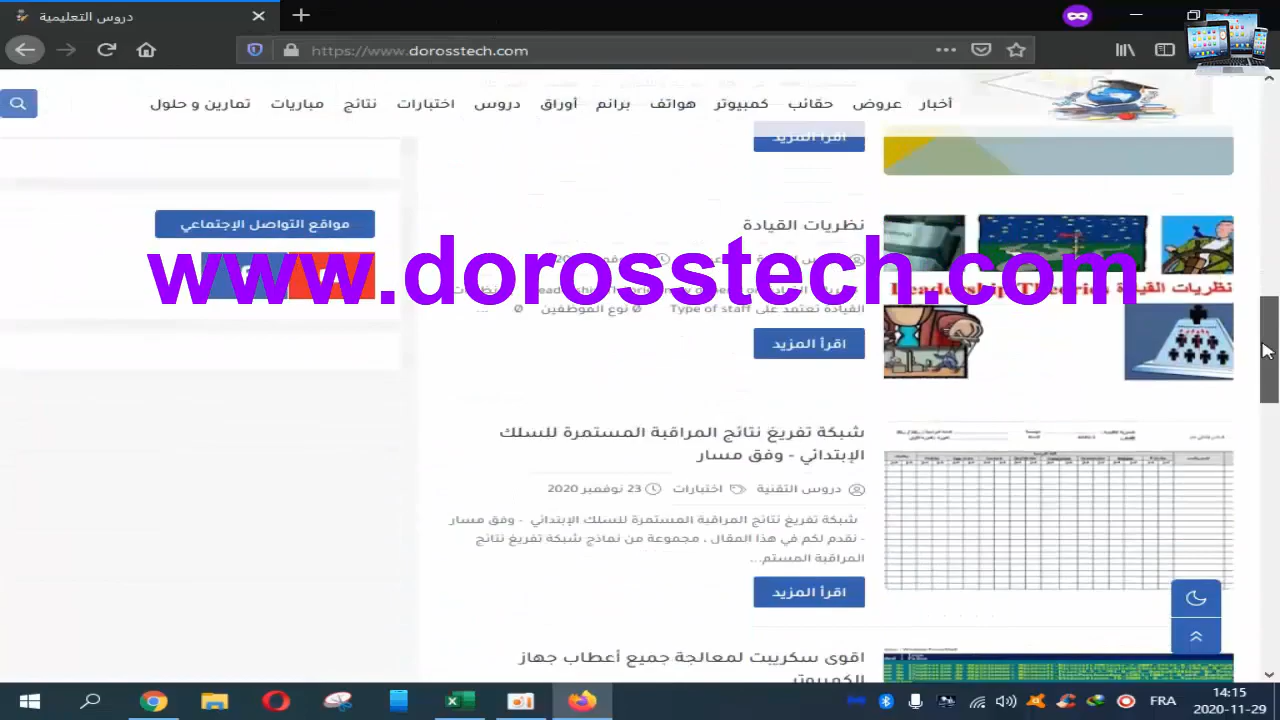 دروس التعليمية
https://www.dorosstech.com
أخبار
عروض
حقائب
كمبيوتر
هواتف
برانم
أوراق
دروس
اختبارات
نتائج
مباريات
تمارين و حلول
اقرأ المزيد
مواقع التواصل الإجتماعي
نظريات القيادة
www.dorosstech.com
نظريات القيادة
القيادة تعتمد على Type of staff Ø نوع الموظفين Ø ...
اقرأ المزيد
شبكة تفريغ نتائج المراقبة المستمرة للسلك
الإبتدائي - وفق مسار
دروس التقنية اختبارات 23 نوفمبر 2020
شبكة تفريغ نتائج المراقبة المستمرة للسلك الإبتدائي - وفق مسار
- نقدم لكم في هذا المقال ، مجموعة من نماذج شبكة تفريغ نتائج
المراقبة المستم...
اقرأ المزيد
اقوى سكريبت لمعالجة جميع أعطاب جهاز
الكمبيوتر
FRA
14:15
2020-11-29